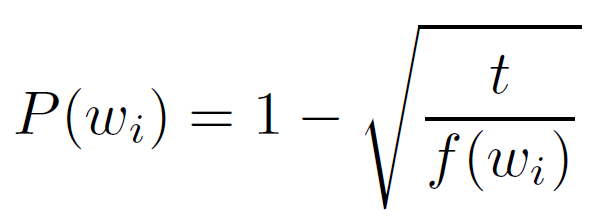 P(w_i) = 1 - \sqrt{\frac{t}{f(w_i)}}